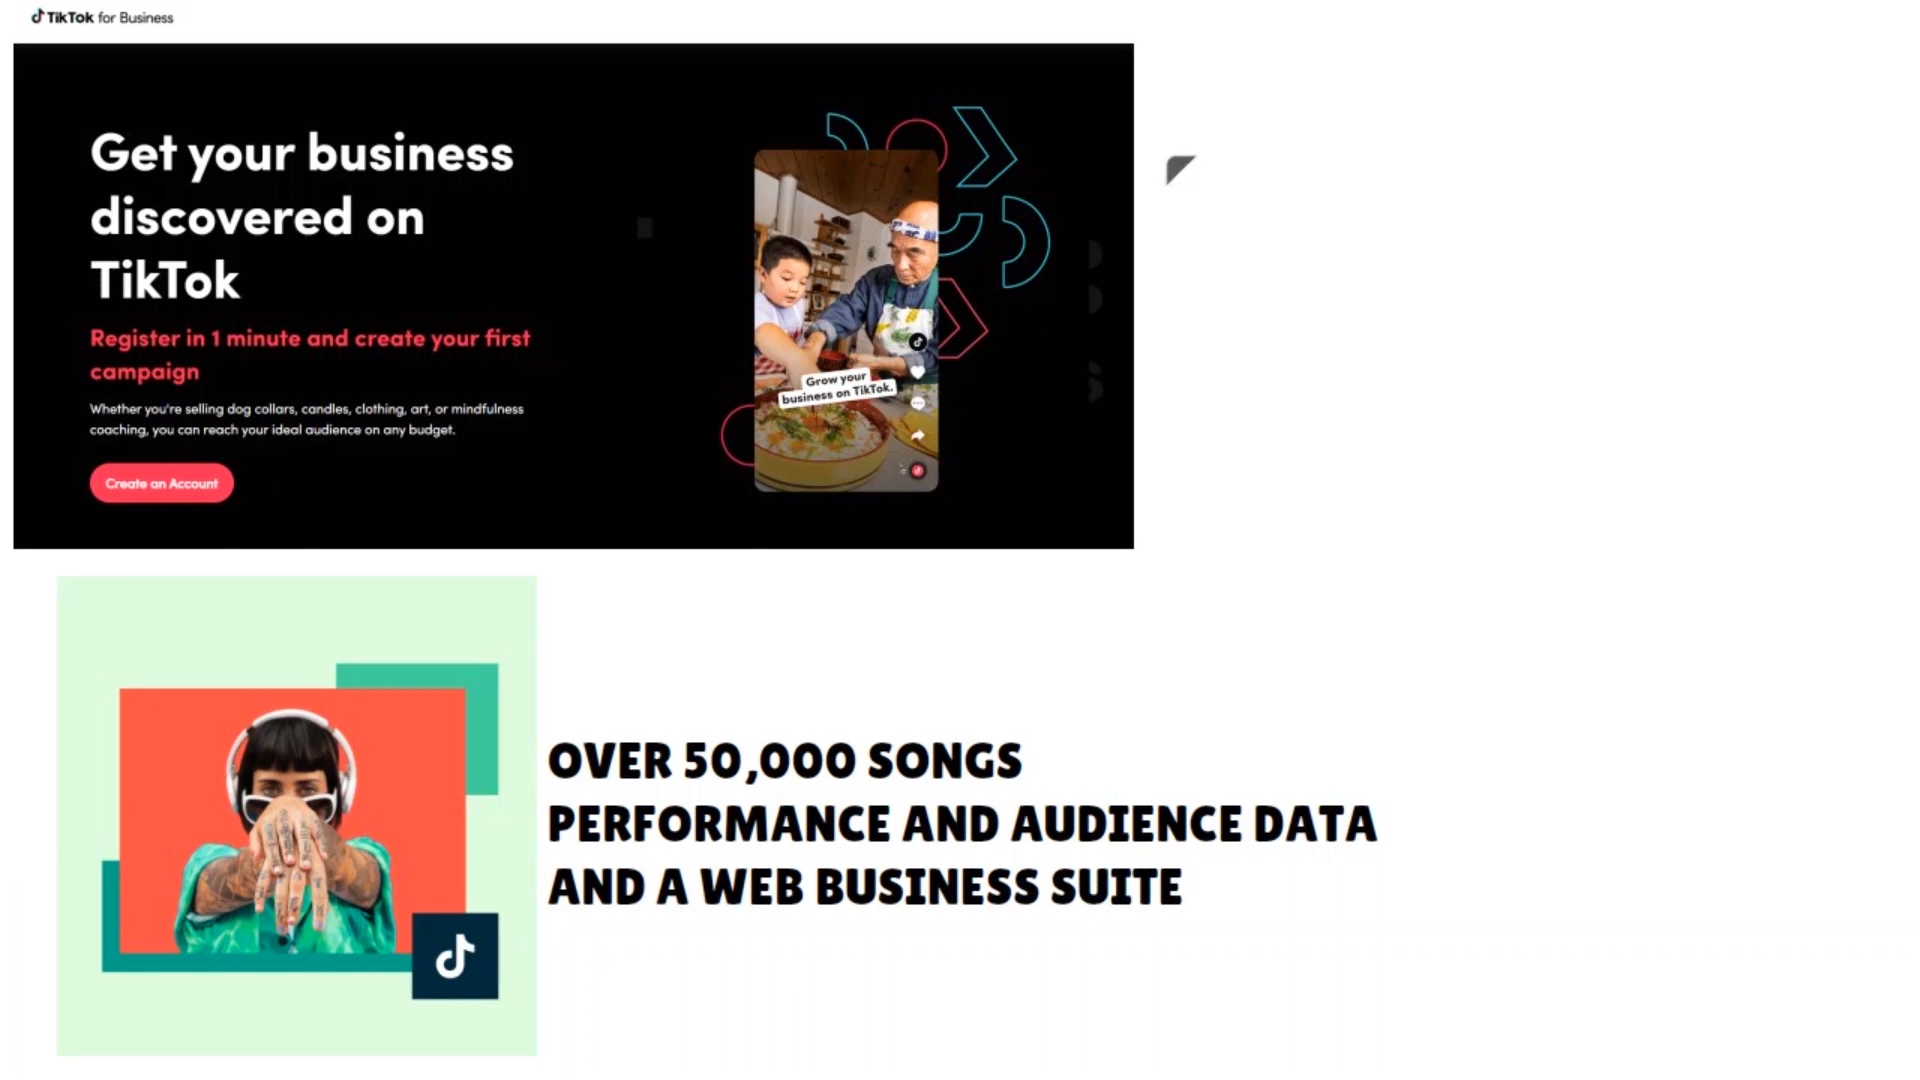 TikTok for Business
Get your business
discovered on
TikTok
Register in 1 minute and create your first
campaign
Whether you're selling dog collars, candles, clothing, art, or mindfulness
coaching, you can reach your ideal audience on any budget.
Create an Account
Grow your
business on TikTok.
OVER 50,000 SONGS
PERFORMANCE AND AUDIENCE DATA
AND A WEB BUSINESS SUITE